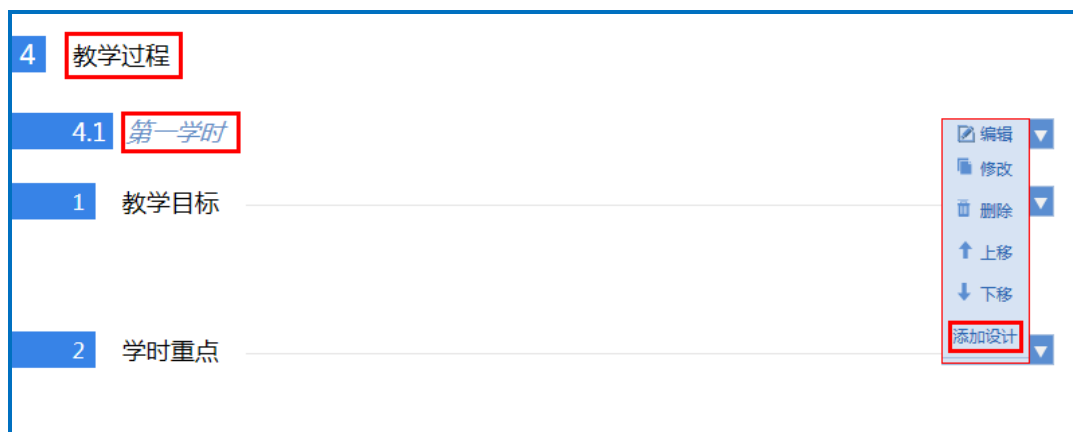 4 教学过程
4.1 第一学时
编辑
修改
1 教学目标
删除
上移
下移
添加设计
2 学时重点